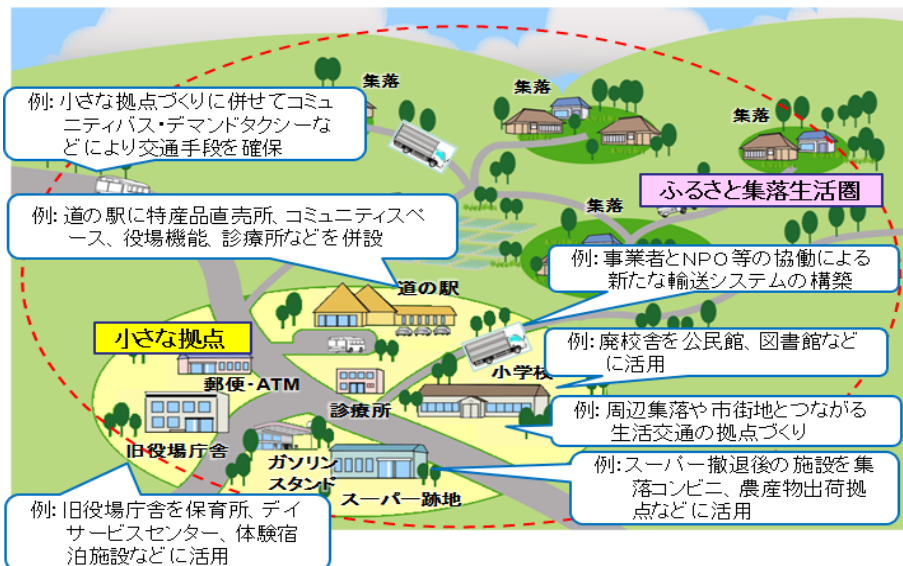 集落
集落
集落
例: 小さな拠点づくりに併せてコミュ
ニティバス・デマンドタクシーな
どにより交通手段を確保
ふるさと集落生活圏
例: 道の駅に特産品直売所、コミュニティスペ
ース、役場機能、診療所などを併設
集落
例: 事業者とNPO等の協働による
新たな輸送システムの構築
道の駅
小さな拠点
例: 廃校舎を公民館、図書館など
に活用
小学校
郵便・ATM
診療所
例: 周辺集落や市街地とつながる
生活交通の拠点づくり
旧役場庁舎
ガソリン
スタンド
スーパー跡地
例: スーパー撤退後の施設を集
落コンビニ、農産物出荷拠
点などに活用
例: 旧役場庁舎を保育所、デイ
サービスセンター、体験宿
泊施設などに活用